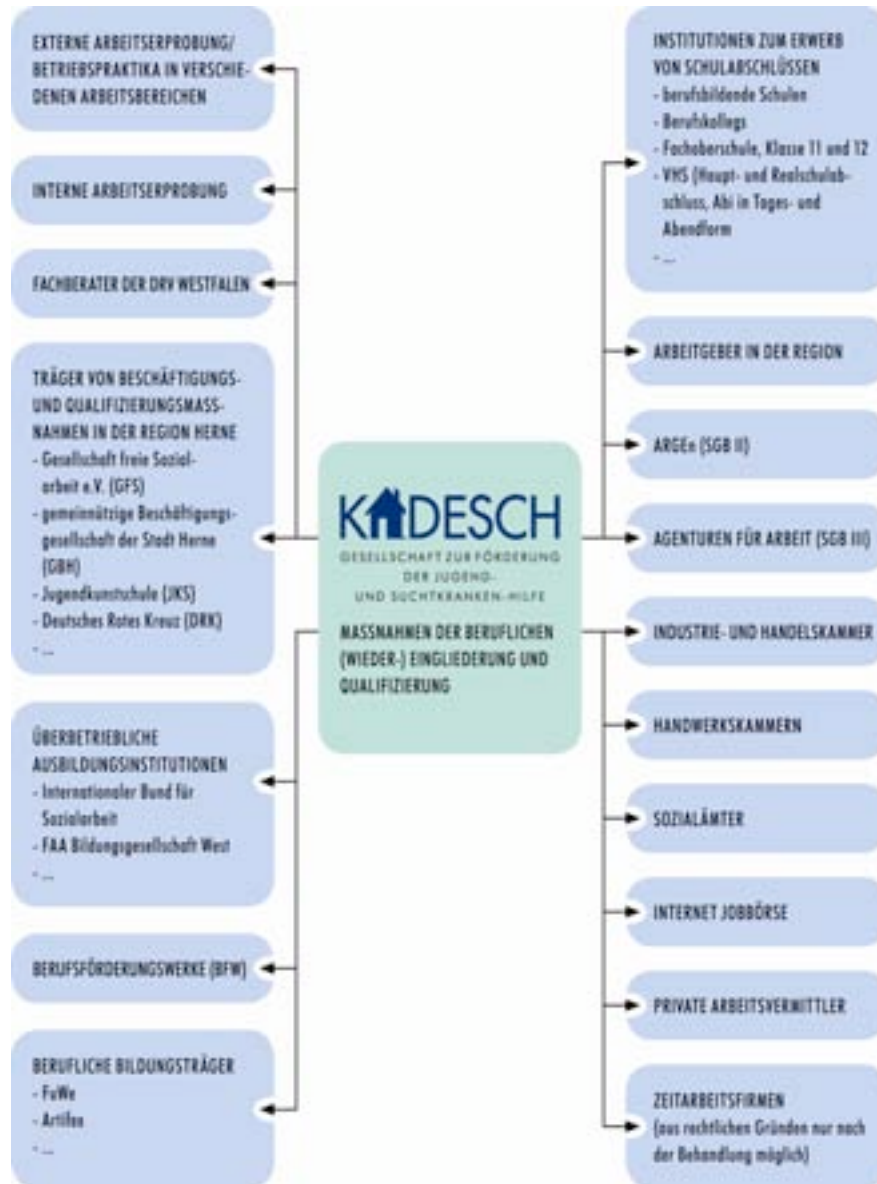 EXTERNE ARBEITSERPROBUNG/
BETRIEBSPRAKTIKA IN VERSCHIE-
DENEN ARBEITSBEREICHEN
INTERNE ARBEITSERPROBUNG
FACHBERATER DER DRV WESTFALEN
TRÄGER VON BESCHÄFTIGUNGS-
UND QUALIFIZIERUNGSMASS-
NAHMEN IN DER REGION HERNE
- Gesellschaft freie Sozial-
arbeit e.V. (GFS)
- gemeinnützige Beschäftigungs-
gesellschaft der Stadt Herne
(GBH)
- Jugendkunstschule (JKS)
- Deutsches Rotes Kreuz (DRK)
- ...
ÜBERBETRIEBLICHE
AUSBILDUNGSINSTITUTIONEN
- Internationaler Bund für
Sozialarbeit
- FAA Bildungsgesellschaft West
- ...
BERUFSFÖRDERUNGSWERKE (BFW)
BERUFLICHE BILDUNGSTRÄGER
- FuWe
- Artifex
- ...
KADESCH
GESELLSCHAFT ZUR FÖRDERUNG
DER JUGEND-
UND SUCHTKRANKEN-HILFE
MASSNAHMEN DER BERUFLICHEN
(WIEDER-) EINGLIEDERUNG UND
QUALIFIZIERUNG
INSTITUTIONEN ZUM ERWERB
VON SCHULABSCHLÜSSEN
- berufsbildende Schulen
- Berufskollegs
- Fachoberschule, Klasse 11 und 12
- VHS (Haupt- und Realschulab-
schluss, Abi in Tages- und
Abendform
- ...
ARBEITGEBER IN DER REGION
ARGEn (SGB II)
AGENTUREN FÜR ARBEIT (SGB III)
INDUSTRIE- UND HANDELSKAMMER
HANDWERKSKAMMERN
SOZIALÄMTER
INTERNET JOBBÖRSE
PRIVATE ARBEITSVERMITTLER
ZEITARBEITSFIRMEN
(aus rechtlichen Gründen nur nach
der Behandlung möglich)